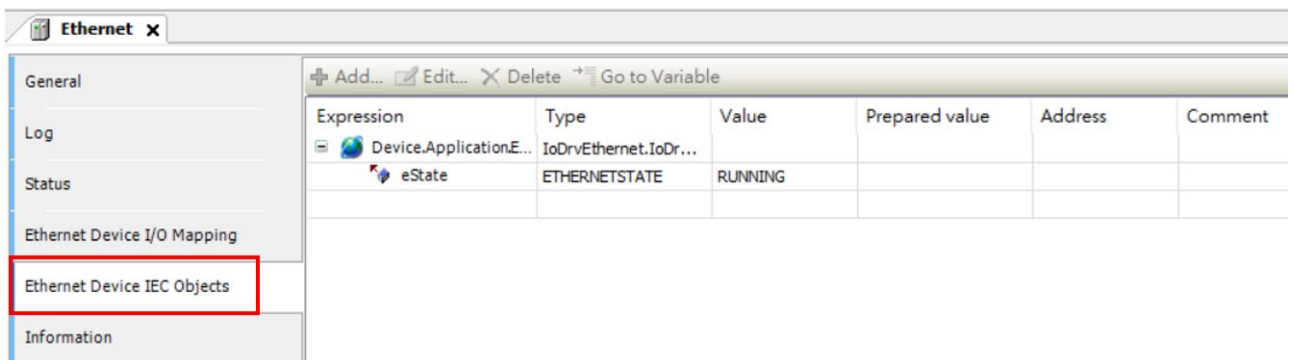 Ethernet x
General
Log
Status
Ethernet Device I/O Mapping
Ethernet Device IEC Objects
Information
Add... Edit... Delete Go to Variable
Expression Type Value Prepared value Address Comment
Device.Application.E... IoDrvEthernet.IoDr...
eState ETHERNETSTATE RUNNING